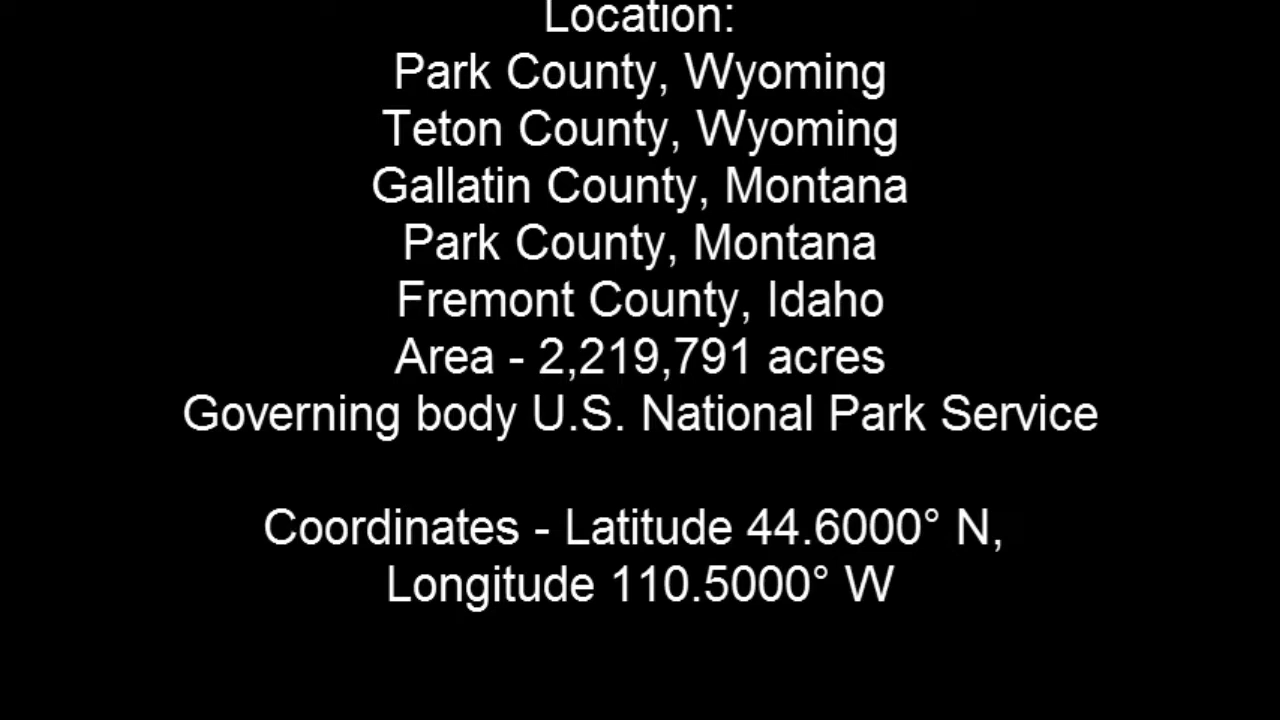 Location:
Park County, Wyoming
Teton County, Wyoming
Gallatin County, Montana
Park County, Montana
Fremont County, Idaho
Area - 2,219,791 acres
Governing body U.S. National Park Service
Coordinates - Latitude 44.6000° N,
Longitude 110.5000° W